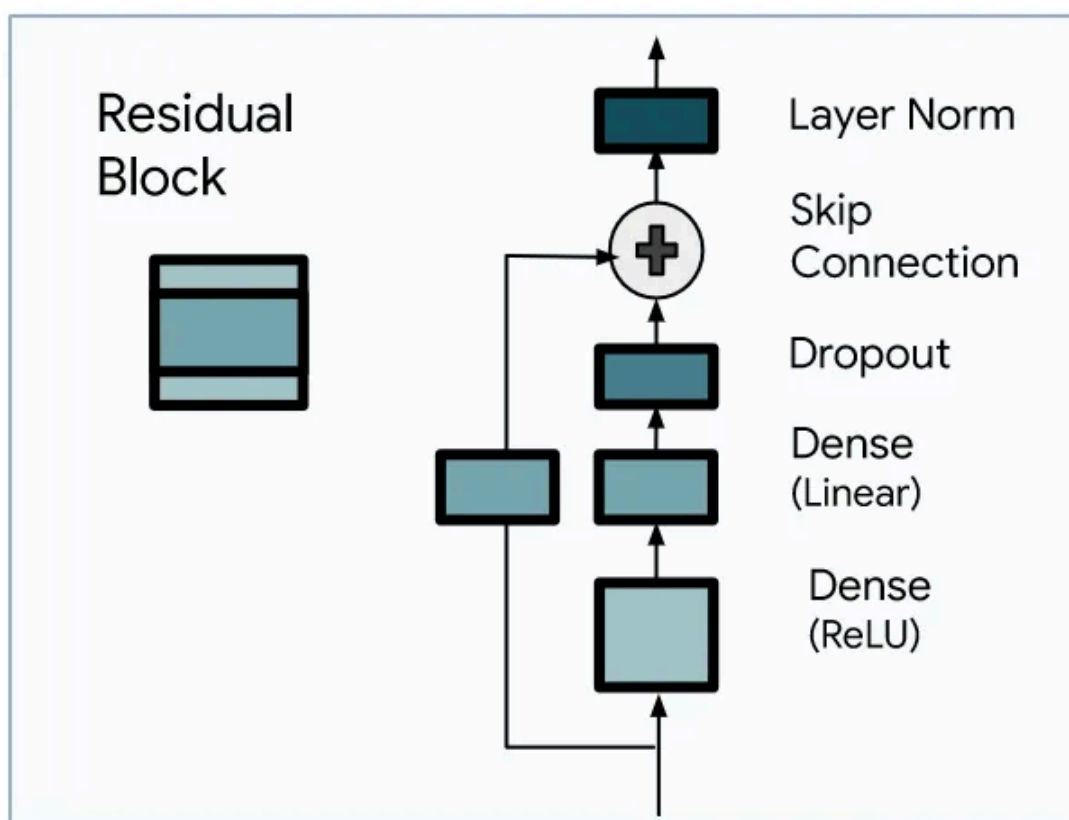 Residual
Block
Layer Norm
Skip
Connection
Dropout
Dense
(Linear)
Dense
(ReLU)